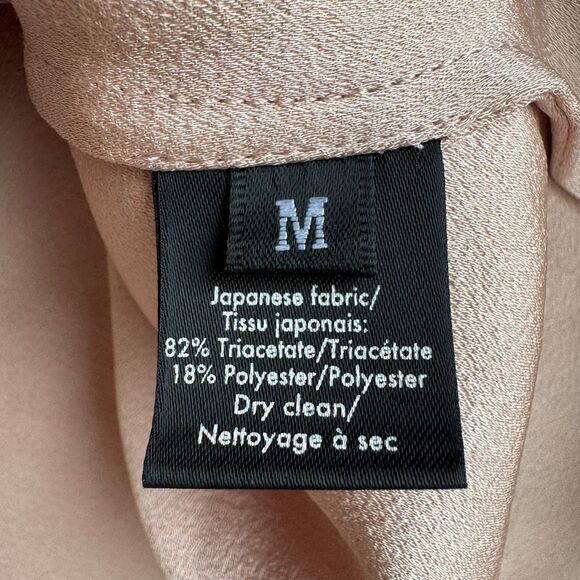 M
Japanese fabric/
Tissu japonais:
82% Triacetate/Triacétate
18% Polyester/Polyester
Dry clean/
Nettoyage à sec